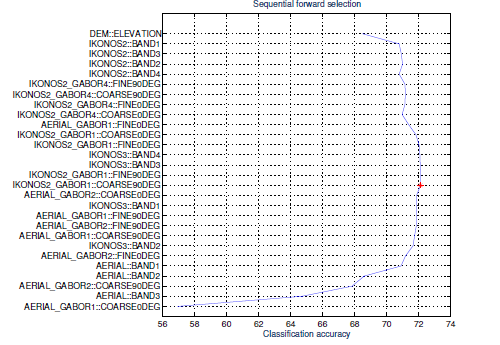 Sequential forward selection
DEM::ELEVATION
IKONOS2::BAND1
IKONOS2::BAND3
IKONOS2::BAND2
IKONOS2::BAND4
IKONOS2_GABOR4::FINE90DEG
IKONOS2_GABOR4::COARSE90DEG
IKONOS2_GABOR4::FINE0DEG
IKONOS2_GABOR4::COARSE0DEG
AERIAL_GABOR1::FINE0DEG
IKONOS2_GABOR1::COARSE0DEG
IKONOS2_GABOR1::FINE0DEG
IKONOS3::BAND4
IKONOS3::BAND3
IKONOS2_GABOR1::FINE90DEG
IKONOS2_GABOR1::COARSE90DEG
AERIAL_GABOR2::COARSE0DEG
IKONOS3::BAND1
AERIAL_GABOR1::FINE90DEG
AERIAL_GABOR2::FINE90DEG
AERIAL_GABOR1::COARSE90DEG
IKONOS3::BAND2
AERIAL_GABOR2::FINE0DEG
AERIAL::BAND1
AERIAL::BAND2
AERIAL_GABOR2::COARSE90DEG
AERIAL::BAND3
AERIAL_GABOR1::COARSE0DEG
56 58 60 62 64 66 68 70 72 74
Classification accuracy